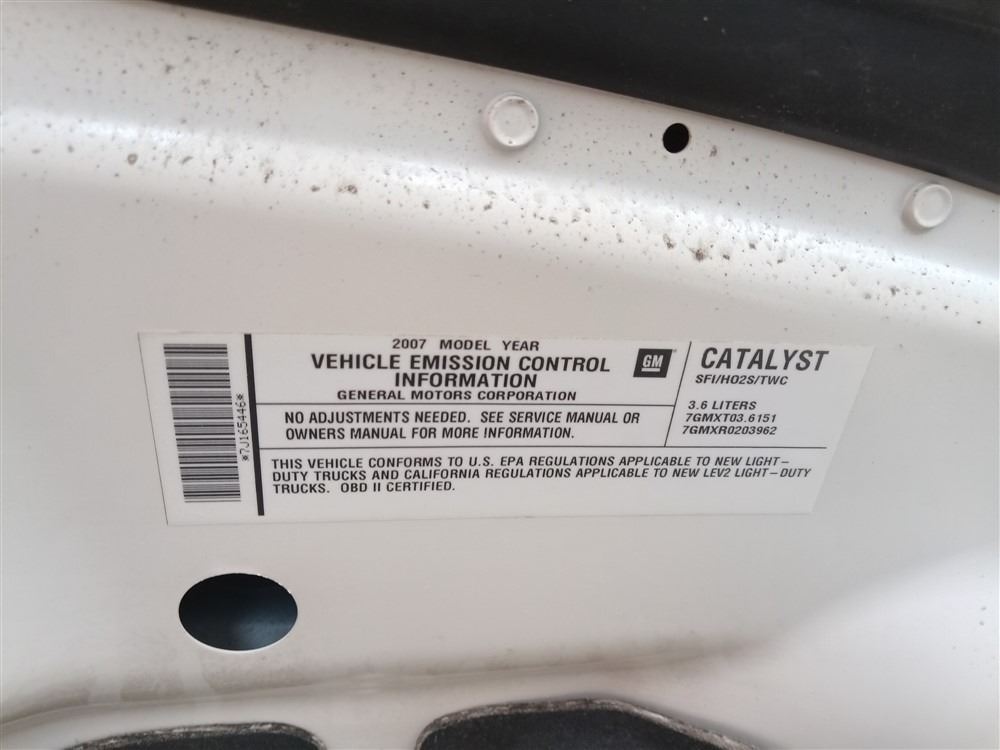 *7J165446*
2007 MODEL YEAR
VEHICLE EMISSION CONTROL
INFORMATION
GENERAL MOTORS CORPORATION
GM
NO ADJUSTMENTS NEEDED. SEE SERVICE MANUAL OR
OWNERS MANUAL FOR MORE INFORMATION.
CATALYST
SFI/HO2S/TWC
3.6 LITERS
7GMXT03.6151
7GMXR0203962
THIS VEHICLE CONFORMS TO U.S. EPA REGULATIONS APPLICABLE TO NEW LIGHT-
DUTY TRUCKS AND CALIFORNIA REGULATIONS APPLICABLE TO NEW LEV2 LIGHT-DUTY
TRUCKS. OBD II CERTIFIED.